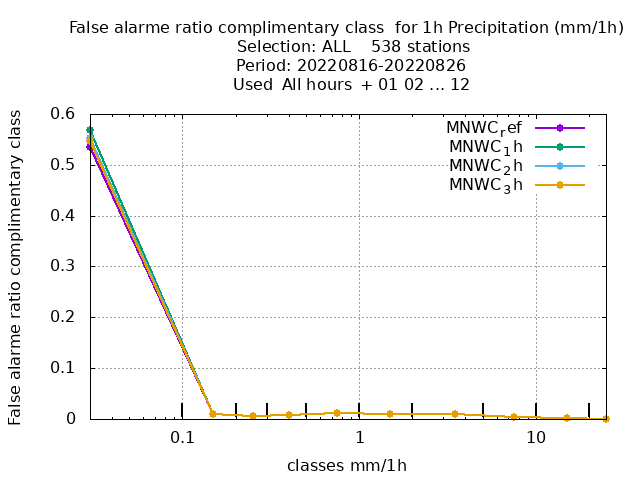 False alarme ratio complimentary class  for 1h Precipitation (mm/1h)
Selection: ALL    538 stations
Period: 20220816-20220826
Used  All hours  + 01 02 ... 12
False alarme ratio complimentary class
0.6
0.5
0.4
0.3
0.2
0.1
0
MNWC_ref
MNWC_1h
MNWC_2h
MNWC_3h
0.1
1
10
classes mm/1h